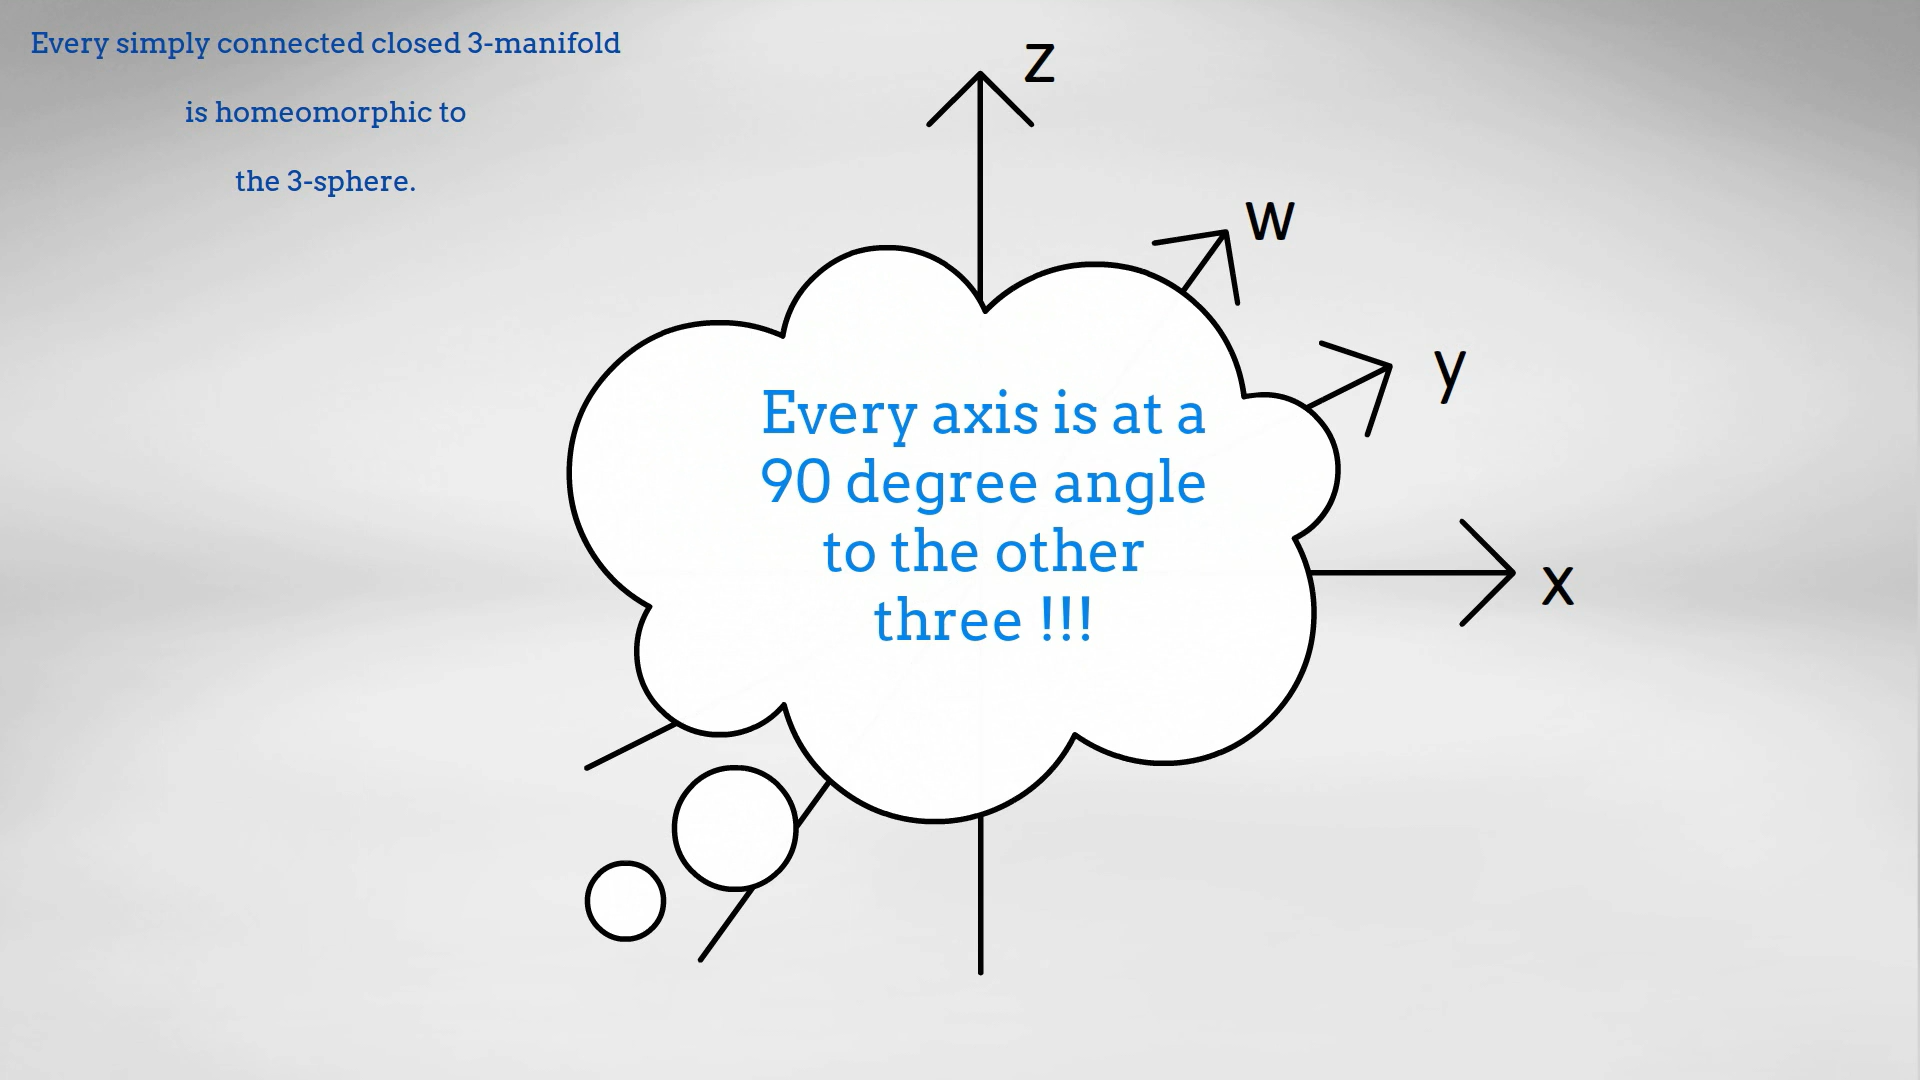 Every simply connected closed 3-manifold
is homeomorphic to
the 3-sphere.
z
w
y
Every axis is at a
90 degree angle
to the other
three !!!
x